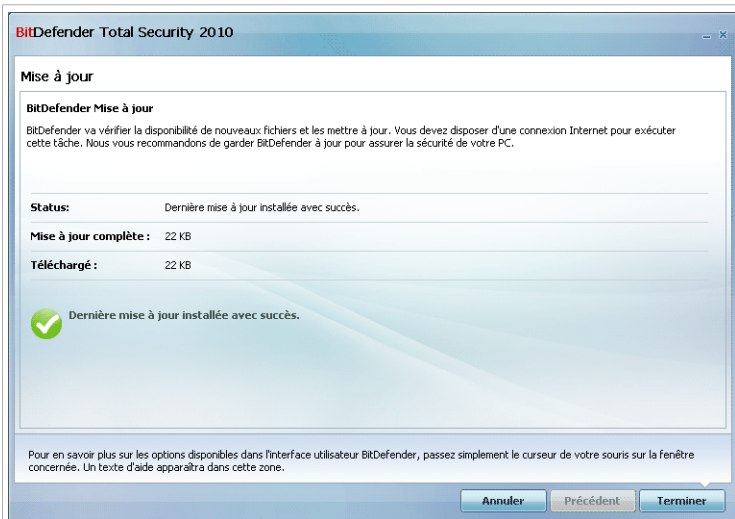 BitDefender Total Security 2010
Mise à jour
BitDefender Mise à jour
BitDefender va vérifier la disponibilité de nouveaux fichiers et les mettre à jour. Vous devez disposer d'une connexion Internet pour exécuter
cette tâche. Nous vous recommandons de garder BitDefender à jour pour assurer la sécurité de votre PC.
Status: Dernière mise à jour installée avec succès.
Mise à jour complète : 22 KB
Téléchargé : 22 KB
Dernière mise à jour installée avec succès.
Pour en savoir plus sur les options disponibles dans l'interface utilisateur BitDefender, passez simplement le curseur de votre souris sur la fenêtre
concernée. Un texte d'aide apparaîtra dans cette zone.
Annuler Précédent Terminer